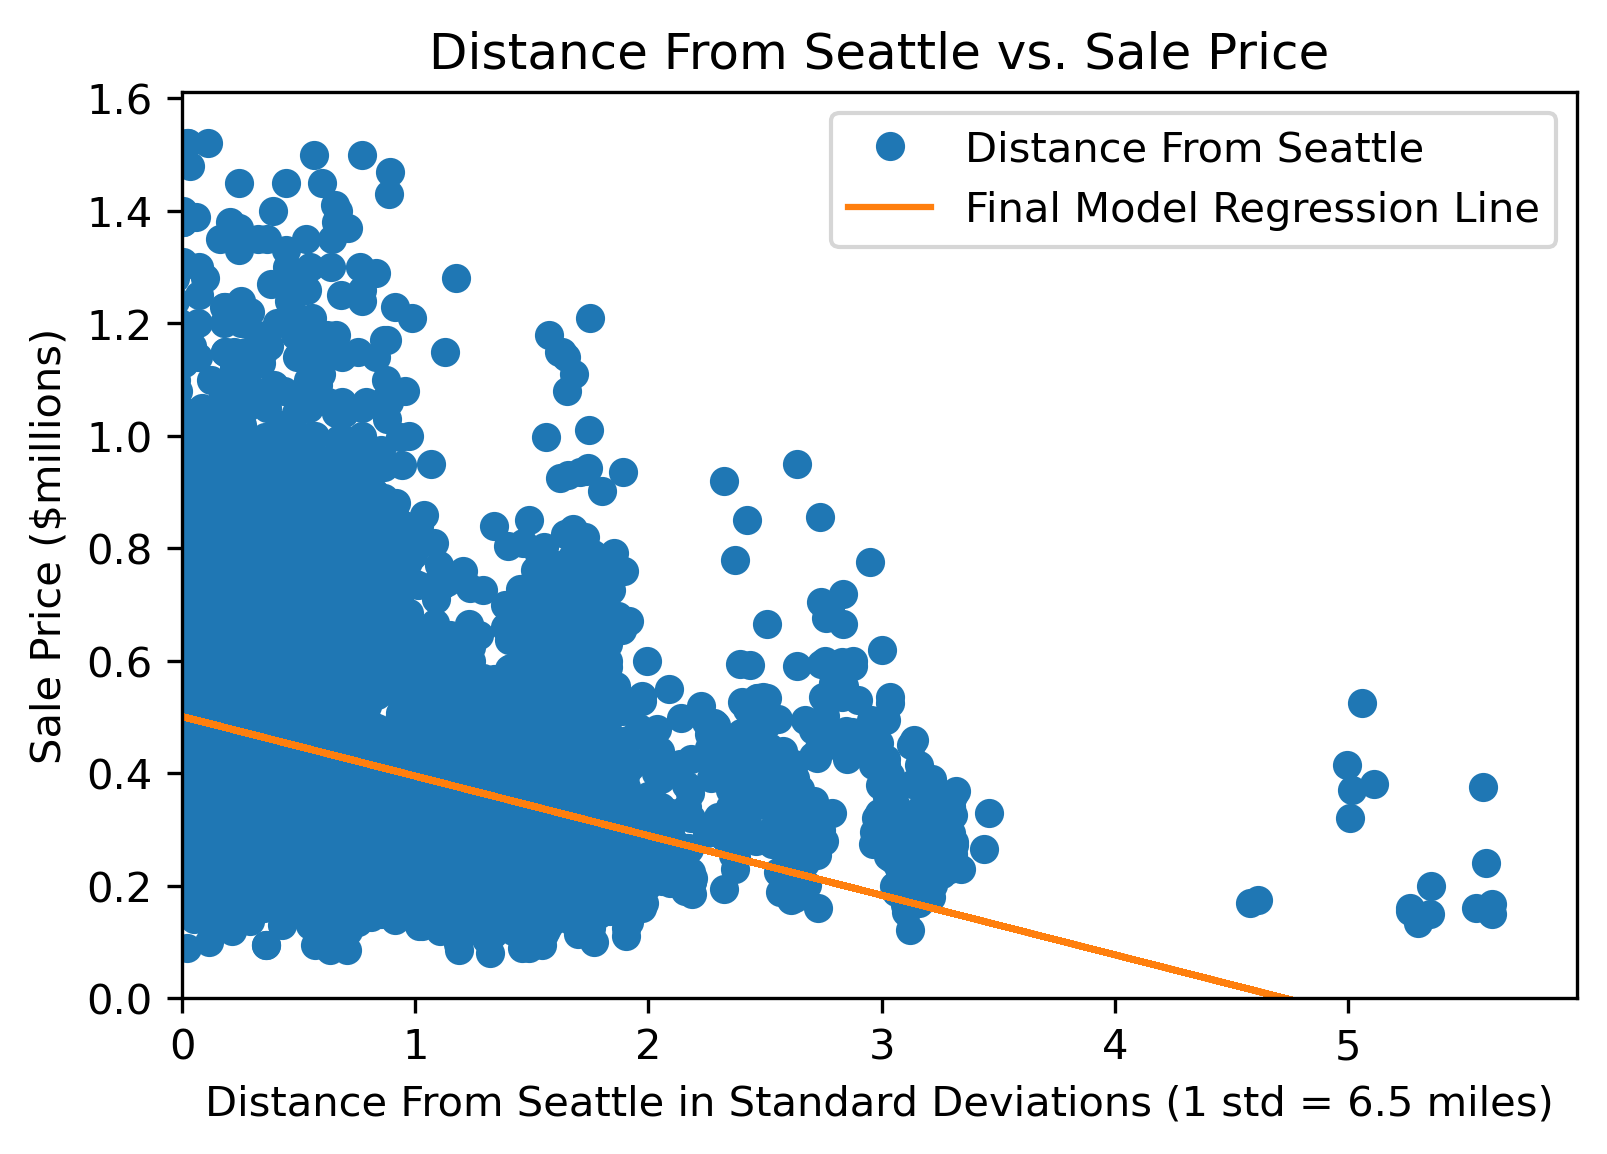 Distance From Seattle vs. Sale Price
1.6
1.4
1.2
1.0
0.8
0.6
0.4
0.2
0.0
Sale Price ($millions)
Distance From Seattle
Final Model Regression Line
0 1 2 3 4 5
Distance From Seattle in Standard Deviations (1 std = 6.5 miles)